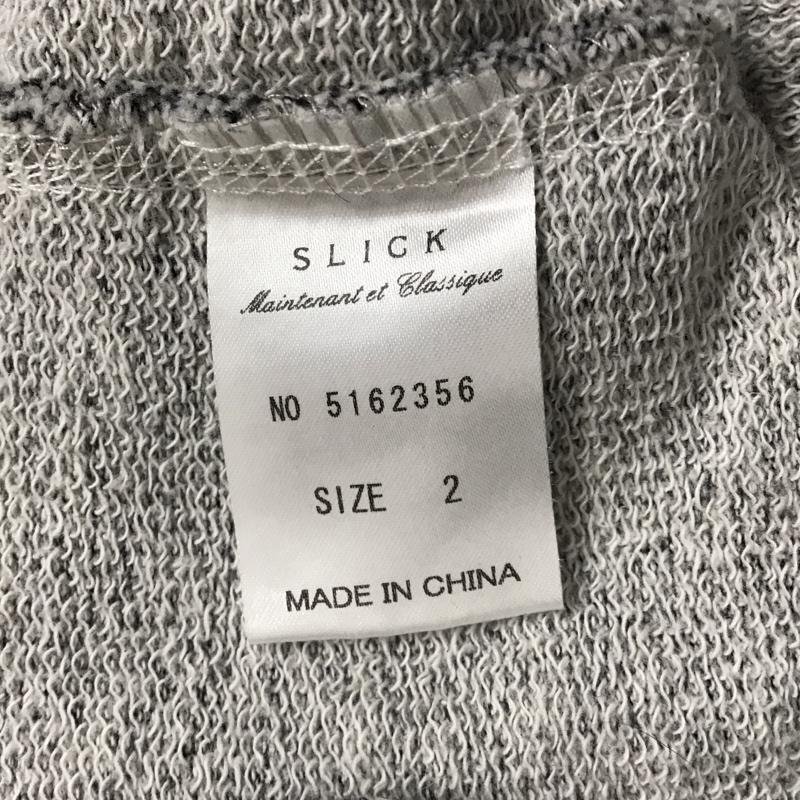 SLICK
Maintenant et Classique
NO 5162356
SIZE 2
MADE IN CHINA